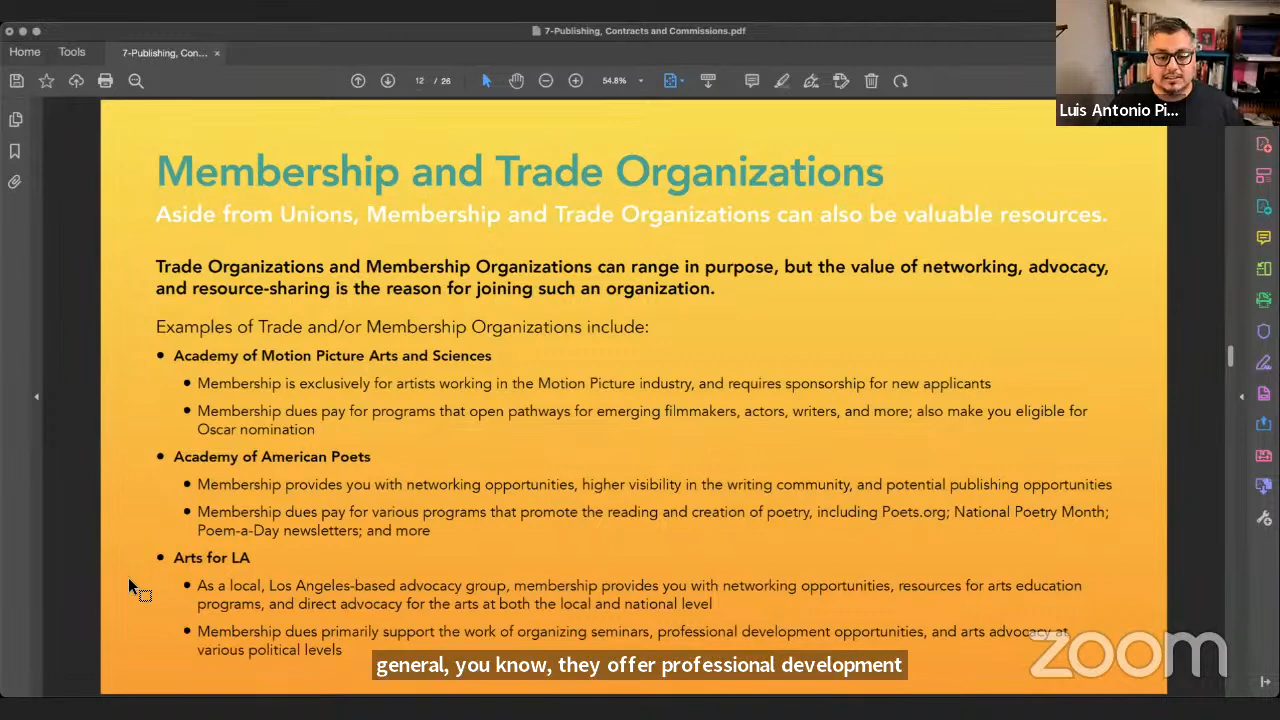 7-Publishing, Contracts and Commissions.pdf
Home
Tools
7-Publishing, Con...
12 / 26
54.8%
Luis Antonio Pi...
Membership and Trade Organizations
Aside from Unions, Membership and Trade Organizations can also be valuable resources.
Trade Organizations and Membership Organizations can range in purpose, but the value of networking, advocacy,
and resource-sharing is the reason for joining such an organization.
Examples of Trade and/or Membership Organizations include:
• Academy of Motion Picture Arts and Sciences
• Membership is exclusively for artists working in the Motion Picture industry, and requires sponsorship for new applicants
• Membership dues pay for programs that open pathways for emerging filmmakers, actors, writers, and more; also make you eligible for
Oscar nomination
• Academy of American Poets
• Membership provides you with networking opportunities, higher visibility in the writing community, and potential publishing opportunities
• Membership dues pay for various programs that promote the reading and creation of poetry, including Poets.org; National Poetry Month;
Poem-a-Day newsletters; and more
• Arts for LA
• As a local, Los Angeles-based advocacy group, membership provides you with networking opportunities, resources for arts education
programs, and direct advocacy for the arts at both the local and national level
• Membership dues primarily support the work of organizing seminars, professional development opportunities, and arts advocacy at
various political levels
general, you know, they offer professional development
zoom